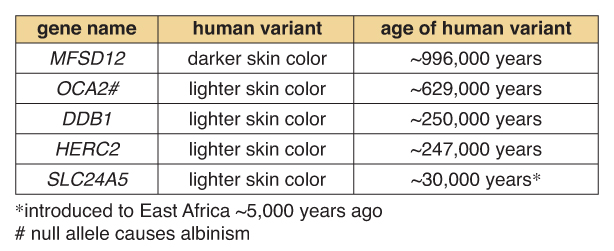 gene name human variant age of human variant
MFSD12 darker skin color ~996,000 years
OCA2# lighter skin color ~629,000 years
DDB1 lighter skin color ~250,000 years
HERC2 lighter skin color ~247,000 years
SLC24A5 lighter skin color ~30,000 years*
*introduced to East Africa ~5,000 years ago
# null allele causes albinism